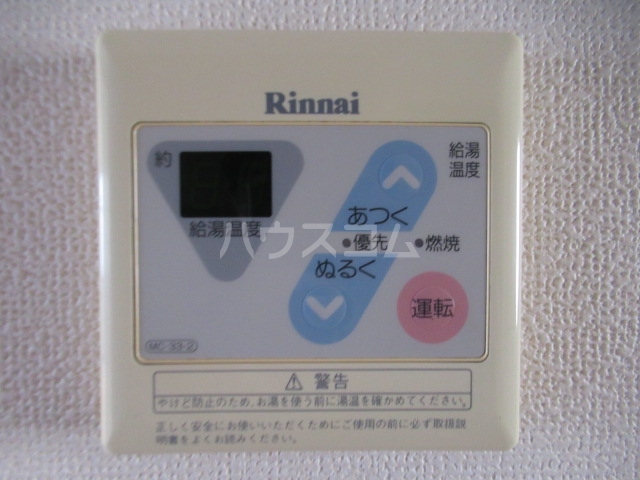 Rinnai
約
給湯温度
給湯
温度
あつく
優先
燃焼
ぬるく
運転
MC-33-2
ハウスコム
⚠ 警告
やけど防止のため、お湯を使う前に湯温を確かめてください。
正しく安全にお使いいただくためにご使用の前に必ず取扱説
明書をよくお読みください。